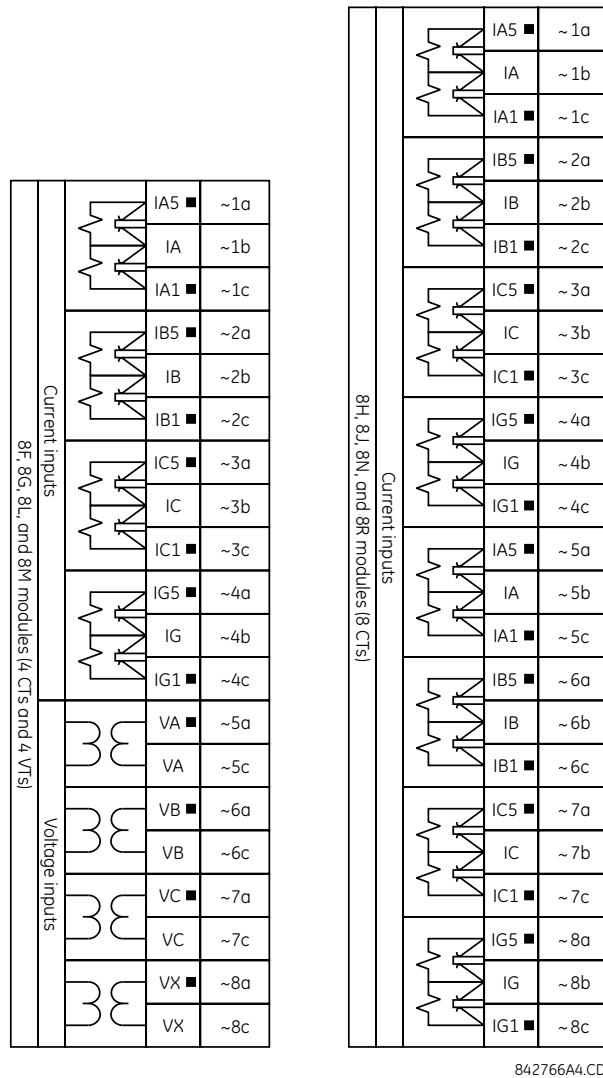 8F, 8G, 8L, and 8M modules (4 CTs and 4 VTs)
Current inputs
IA5 ■ ~1a
IA ~1b
IA1 ■ ~1c
IB5 ■ ~2a
IB ~2b
IB1 ■ ~2c
IC5 ■ ~3a
IC ~3b
IC1 ■ ~3c
IG5 ■ ~4a
IG ~4b
IG1 ■ ~4c
Voltage inputs
VA ■ ~5a
VA ~5c
VB ■ ~6a
VB ~6c
VC ■ ~7a
VC ~7c
VX ■ ~8a
VX ~8c
8H, 8J, 8N, and 8R modules (8 CTs)
Current inputs
IA5 ■ ~1a
IA ~1b
IA1 ■ ~1c
IB5 ■ ~2a
IB ~2b
IB1 ■ ~2c
IC5 ■ ~3a
IC ~3b
IC1 ■ ~3c
IG5 ■ ~4a
IG ~4b
IG1 ■ ~4c
IA5 ■ ~5a
IA ~5b
IA1 ■ ~5c
IB5 ■ ~6a
IB ~6b
IB1 ■ ~6c
IC5 ■ ~7a
IC ~7b
IC1 ■ ~7c
IG5 ■ ~8a
IG ~8b
IG1 ■ ~8c
842766A4.CD